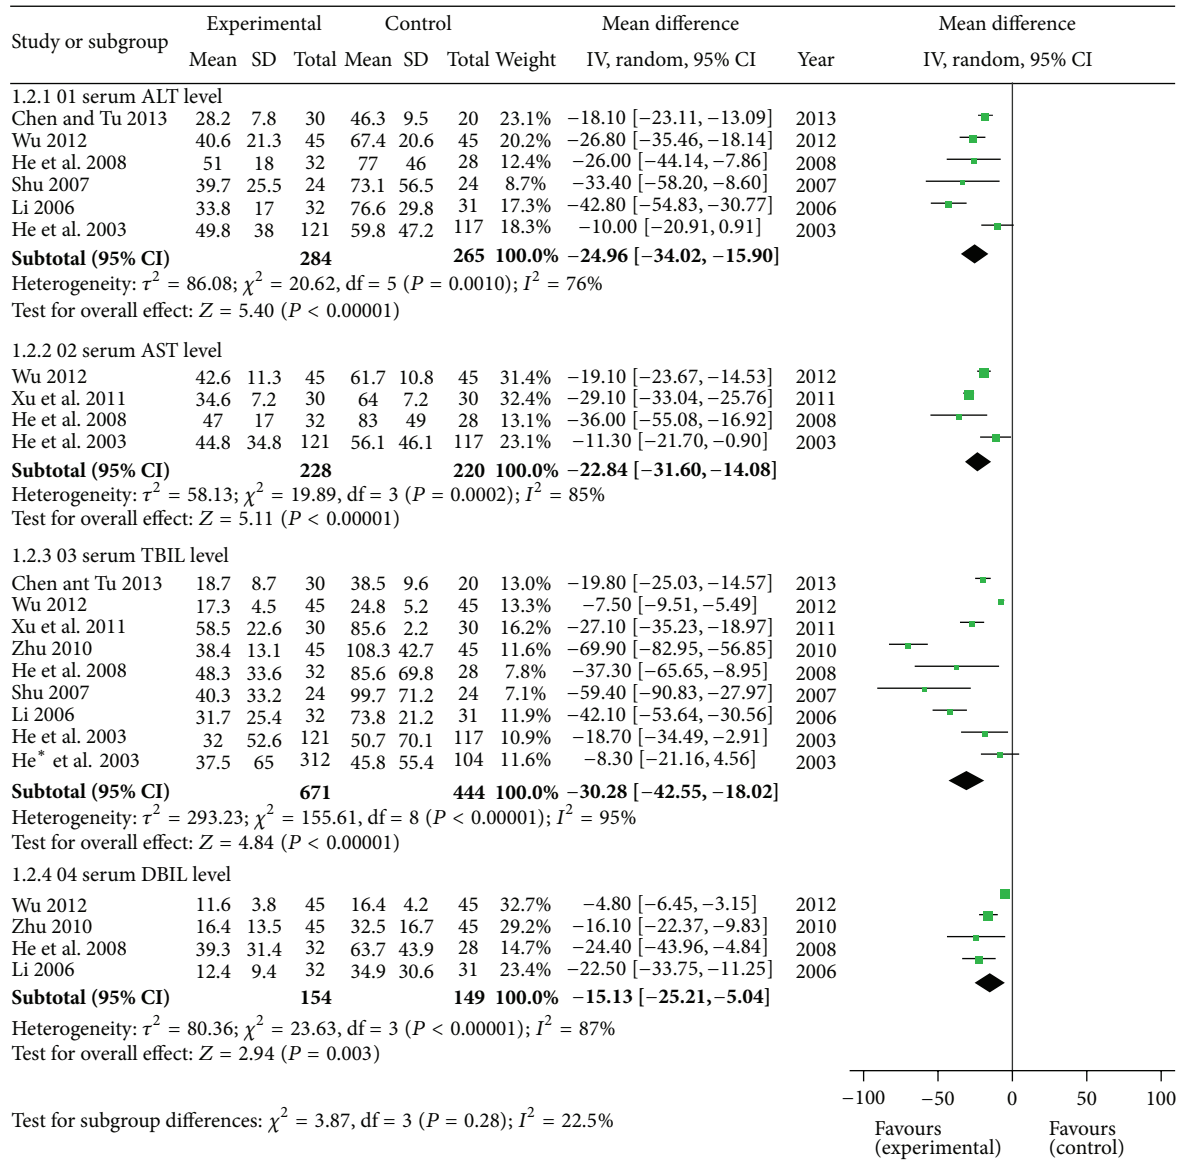 Study or subgroup Experimental Control Mean difference Mean difference
Mean SD Total Mean SD Total Weight IV, random, 95% CI Year IV, random, 95% CI
1.2.1 01 serum ALT level
Chen and Tu 2013 28.2 7.8 30 46.3 9.5 20 23.1% −18.10 [−23.11, −13.09] 2013
Wu 2012 40.6 21.3 45 67.4 20.6 45 20.2% −26.80 [−35.46, −18.14] 2012
He et al. 2008 51 18 32 77 46 28 12.4% −26.00 [−44.14, −7.86] 2008
Shu 2007 39.7 25.5 24 73.1 56.5 24 8.7% −33.40 [−58.20, −8.60] 2007
Li 2006 33.8 17 32 76.6 29.8 31 17.3% −42.80 [−54.83, −30.77] 2006
He et al. 2003 49.8 38 121 59.8 47.2 117 18.3% −10.00 [−20.91, 0.91] 2003
Subtotal (95% CI) 284 265 100.0% −24.96 [−34.02, −15.90]
Heterogeneity: τ² = 86.08; χ² = 20.62, df = 5 (P = 0.0010); I² = 76%
Test for overall effect: Z = 5.40 (P < 0.00001)
1.2.2 02 serum AST level
Wu 2012 42.6 11.3 45 61.7 10.8 45 31.4% −19.10 [−23.67, −14.53] 2012
Xu et al. 2011 34.6 7.2 30 64 7.2 30 32.4% −29.10 [−33.04, −25.76] 2011
He et al. 2008 47 17 32 83 49 28 13.1% −36.00 [−55.08, −16.92] 2008
He et al. 2003 44.8 34.8 121 56.1 46.1 117 23.1% −11.30 [−21.70, −0.90] 2003
Subtotal (95% CI) 228 220 100.0% −22.84 [−31.60, −14.08]
Heterogeneity: τ² = 58.13; χ² = 19.89, df = 3 (P = 0.0002); I² = 85%
Test for overall effect: Z = 5.11 (P < 0.00001)
1.2.3 03 serum TBIL level
Chen ant Tu 2013 18.7 8.7 30 38.5 9.6 20 13.0% −19.80 [−25.03, −14.57] 2013
Wu 2012 17.3 4.5 45 24.8 5.2 45 13.3% −7.50 [−9.51, −5.49] 2012
Xu et al. 2011 58.5 22.6 30 85.6 2.2 30 16.2% −27.10 [−35.23, −18.97] 2011
Zhu 2010 38.4 13.1 45 108.3 42.7 45 11.6% −69.90 [−82.95, −56.85] 2010
He et al. 2008 48.3 33.6 32 85.6 69.8 28 7.8% −37.30 [−65.65, −8.95] 2008
Shu 2007 40.3 33.2 24 99.7 71.2 24 7.1% −59.40 [−90.83, −27.97] 2007
Li 2006 31.7 25.4 32 73.8 21.2 31 11.9% −42.10 [−53.64, −30.56] 2006
He et al. 2003 32 52.6 121 50.7 70.1 117 10.9% −18.70 [−34.49, −2.91] 2003
He* et al. 2003 37.5 65 312 45.8 55.4 104 11.6% −8.30 [−21.16, 4.56] 2003
Subtotal (95% CI) 671 444 100.0% −30.28 [−42.55, −18.02]
Heterogeneity: τ² = 293.23; χ² = 155.61, df = 8 (P < 0.00001); I² = 95%
Test for overall effect: Z = 4.84 (P < 0.00001)
1.2.4 04 serum DBIL level
Wu 2012 11.6 3.8 45 16.4 4.2 45 32.7% −4.80 [−6.45, −3.15] 2012
Zhu 2010 16.4 13.5 45 32.5 16.7 45 29.2% −16.10 [−22.37, −9.83] 2010
He et al. 2008 39.3 31.4 32 63.7 43.9 28 14.7% −24.40 [−43.96, −4.84] 2008
Li 2006 12.4 9.4 32 34.9 30.6 31 23.4% −22.50 [−33.75, −11.25] 2006
Subtotal (95% CI) 154 149 100.0% −15.13 [−25.21, −5.04]
Heterogeneity: τ² = 80.36; χ² = 23.63, df = 3 (P < 0.00001); I² = 87%
Test for overall effect: Z = 2.94 (P = 0.003)
−100 −50 0 50 100
Test for subgroup differences: χ² = 3.87, df = 3 (P = 0.28); I² = 22.5%
Favours Favours
(experimental) (control)